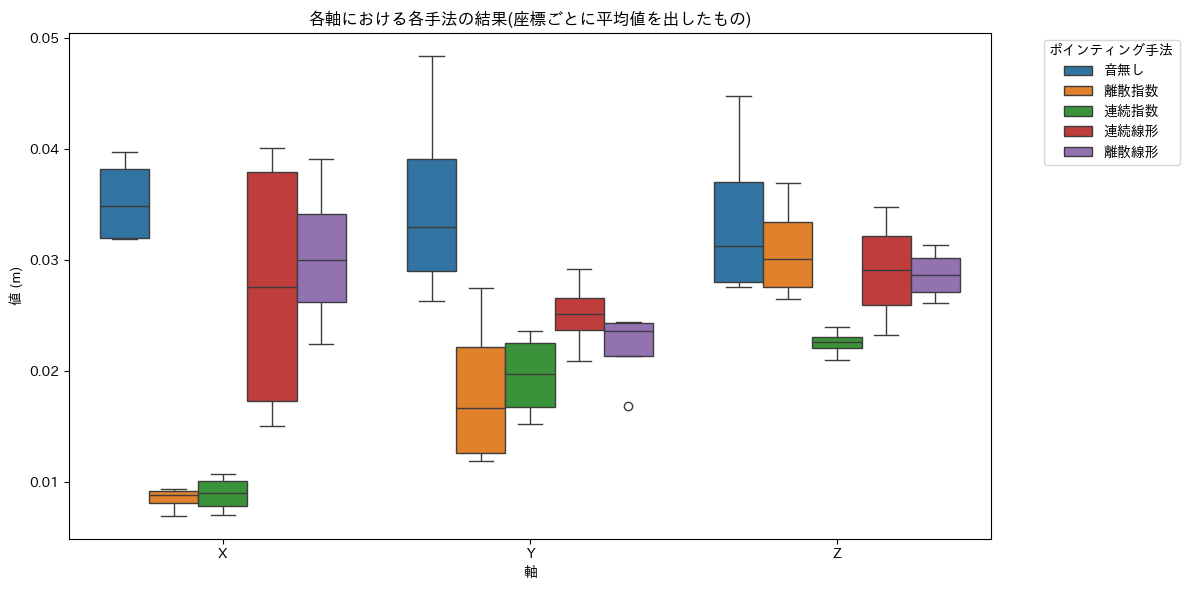 各軸における各手法の結果(座標ごとに平均値を出したもの)
0.05
0.04
0.03
0.02
0.01
値 (m)
X
Y
Z
軸
ポインティング手法
音無し
離散指数
連続指数
連続線形
離散線形